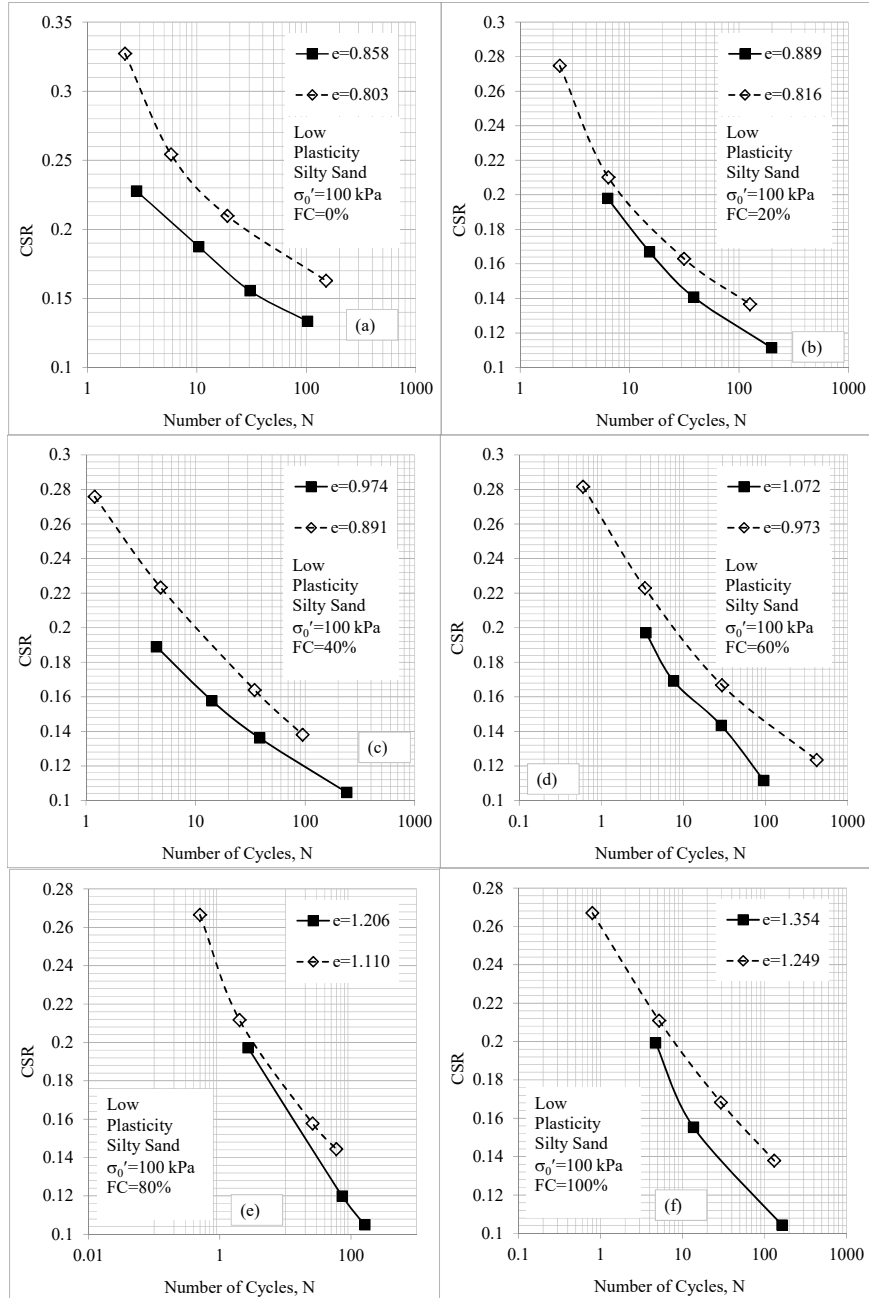 0.35
0.3
0.25
0.2
0.15
0.1
CSR
1
10
100
1000
Number of Cycles, N
e=0.858
e=0.803
Low
Plasticity
Silty Sand
σ0′=100 kPa
FC=0%
(a)
0.3
0.28
0.26
0.24
0.22
0.2
0.18
0.16
0.14
0.12
0.1
CSR
1
10
100
1000
Number of Cycles, N
e=0.889
e=0.816
Low
Plasticity
Silty Sand
σ0′=100 kPa
FC=20%
(b)
0.3
0.28
0.26
0.24
0.22
0.2
0.18
0.16
0.14
0.12
0.1
CSR
1
10
100
1000
Number of Cycles, N
e=0.974
e=0.891
Low
Plasticity
Silty Sand
σ0′=100 kPa
FC=40%
(c)
0.3
0.28
0.26
0.24
0.22
0.2
0.18
0.16
0.14
0.12
0.1
CSR
0.1
1
10
100
1000
Number of Cycles, N
e=1.072
e=0.973
Low
Plasticity
Silty Sand
σ0′=100 kPa
FC=60%
(d)
0.28
0.26
0.24
0.22
0.2
0.18
0.16
0.14
0.12
0.1
CSR
0.01
1
100
Number of Cycles, N
e=1.206
e=1.110
Low
Plasticity
Silty Sand
σ0′=100 kPa
FC=80%
(e)
0.28
0.26
0.24
0.22
0.2
0.18
0.16
0.14
0.12
0.1
CSR
0.1
1
10
100
1000
Number of Cycles, N
e=1.354
e=1.249
Low
Plasticity
Silty Sand
σ0′=100 kPa
FC=100%
(f)